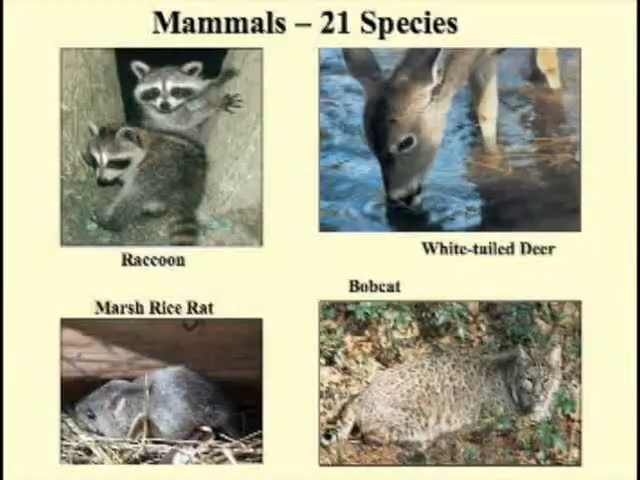 Mammals – 21 Species
Raccoon
White-tailed Deer
Marsh Rice Rat
Bobcat